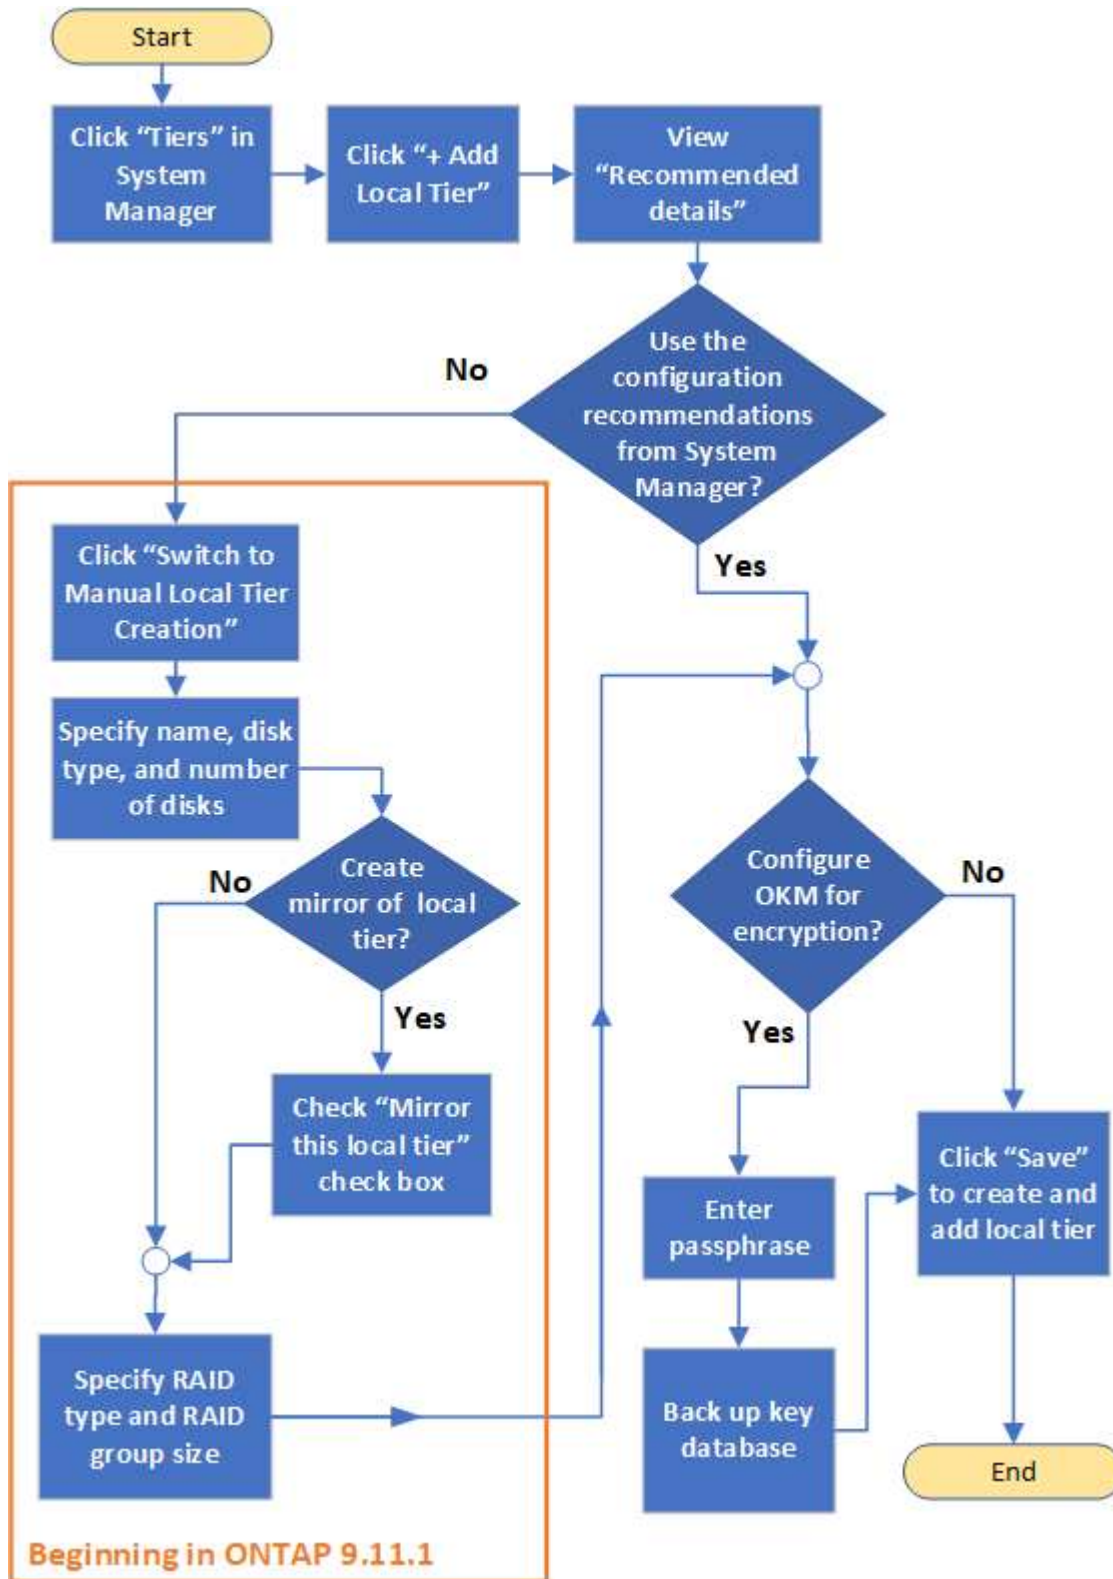 Start
Click “Tiers” in
System
Manager
Click “+ Add
Local Tier”
View
“Recommended
details”
Use the
configuration
recommendations
from System
Manager?
No
Yes
Click “Switch to
Manual Local Tier
Creation”
Specify name, disk
type, and number
of disks
Create
mirror of local
tier?
No
Yes
Check “Mirror
this local tier”
check box
Specify RAID
type and RAID
group size
Beginning in ONTAP 9.11.1
Configure
OKM for
encryption?
No
Yes
Enter
passphrase
Back up key
database
Click “Save”
to create and
add local tier
End